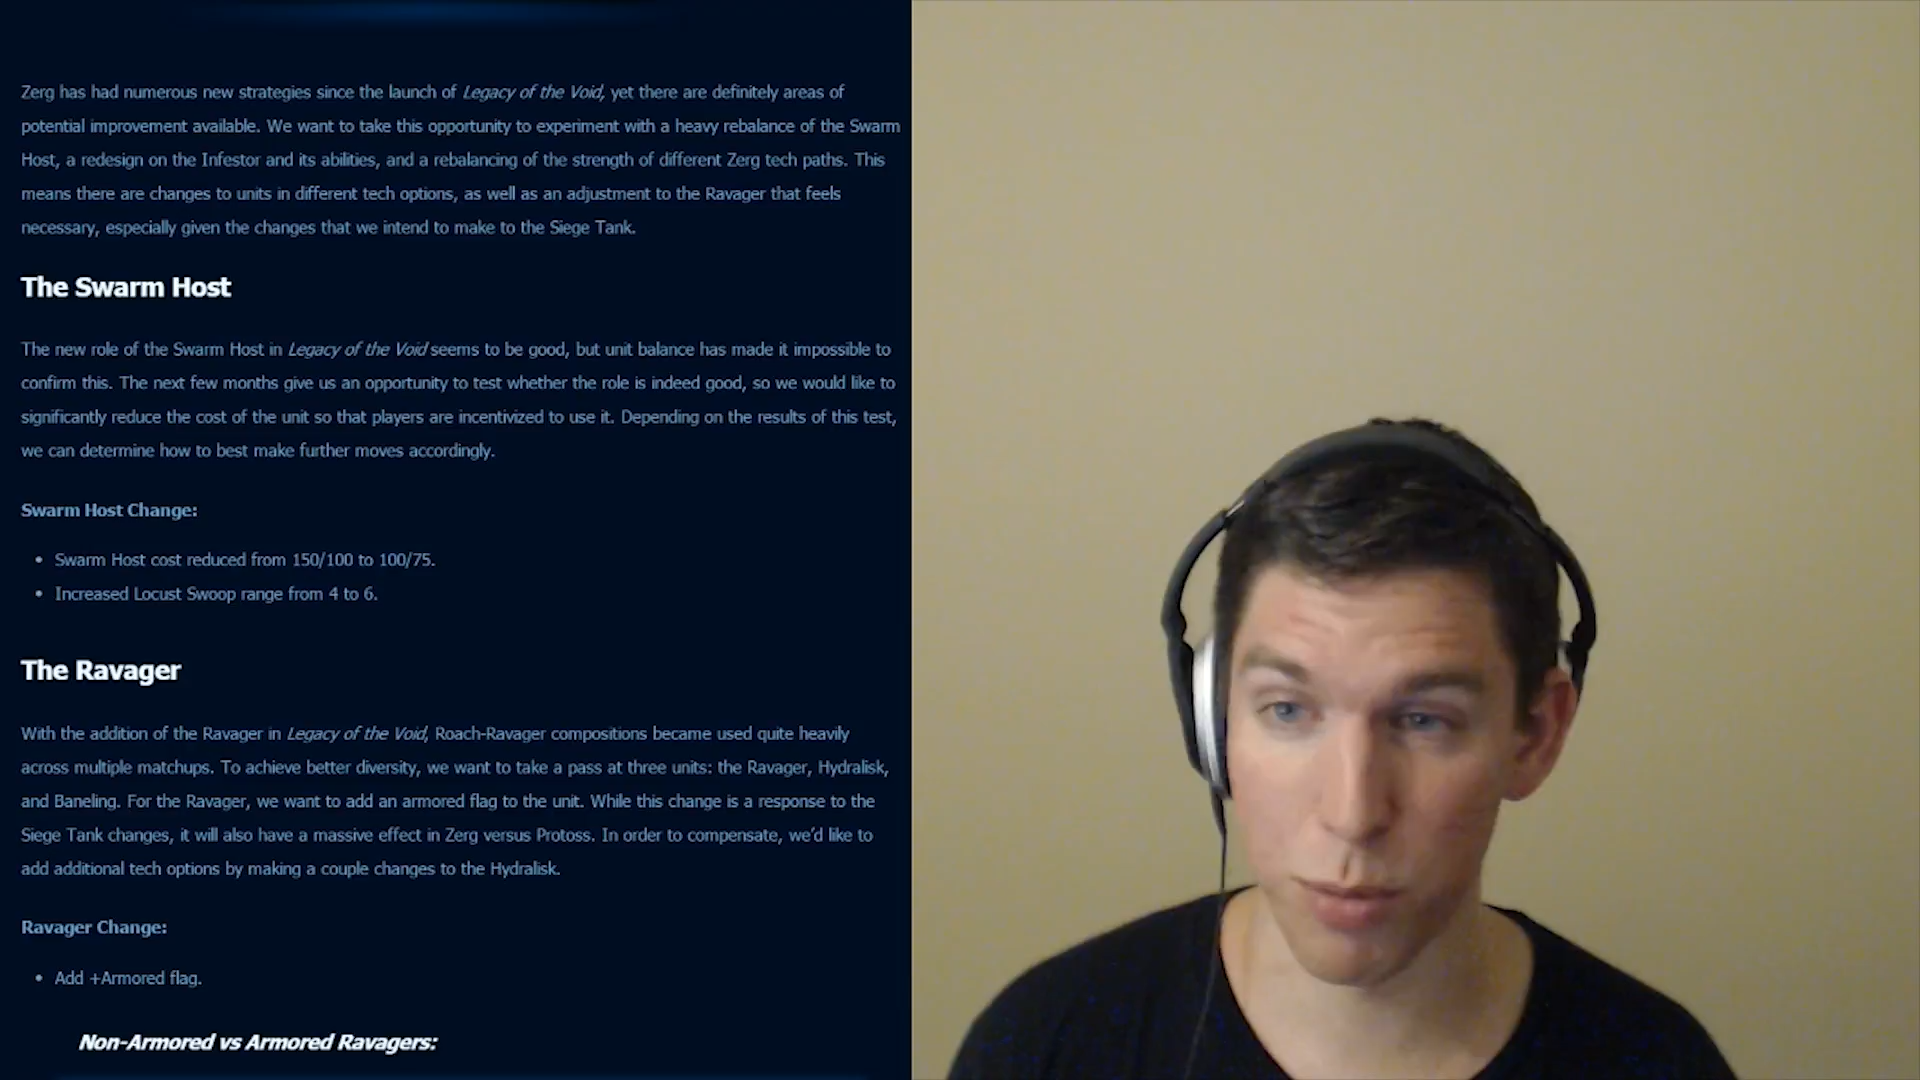 Zerg has had numerous new strategies since the launch of Legacy of the Void, yet there are definitely areas of
potential improvement available. We want to take this opportunity to experiment with a heavy rebalance of the Swarm
Host, a redesign on the Infestor and its abilities, and a rebalancing of the strength of different Zerg tech paths. This
means there are changes to units in different tech options, as well as an adjustment to the Ravager that feels
necessary, especially given the changes that we intend to make to the Siege Tank.
The Swarm Host
The new role of the Swarm Host in Legacy of the Void seems to be good, but unit balance has made it impossible to
confirm this. The next few months give us an opportunity to test whether the role is indeed good, so we would like to
significantly reduce the cost of the unit so that players are incentivized to use it. Depending on the results of this test,
we can determine how to best make further moves accordingly.
Swarm Host Change:
• Swarm Host cost reduced from 150/100 to 100/75.
• Increased Locust Swoop range from 4 to 6.
The Ravager
With the addition of the Ravager in Legacy of the Void, Roach-Ravager compositions became used quite heavily
across multiple matchups. To achieve better diversity, we want to take a pass at three units: the Ravager, Hydralisk,
and Baneling. For the Ravager, we want to add an armored flag to the unit. While this change is a response to the
Siege Tank changes, it will also have a massive effect in Zerg versus Protoss. In order to compensate, we'd like to
add additional tech options by making a couple changes to the Hydralisk.
Ravager Change:
• Add +Armored flag.
Non-Armored vs Armored Ravagers: